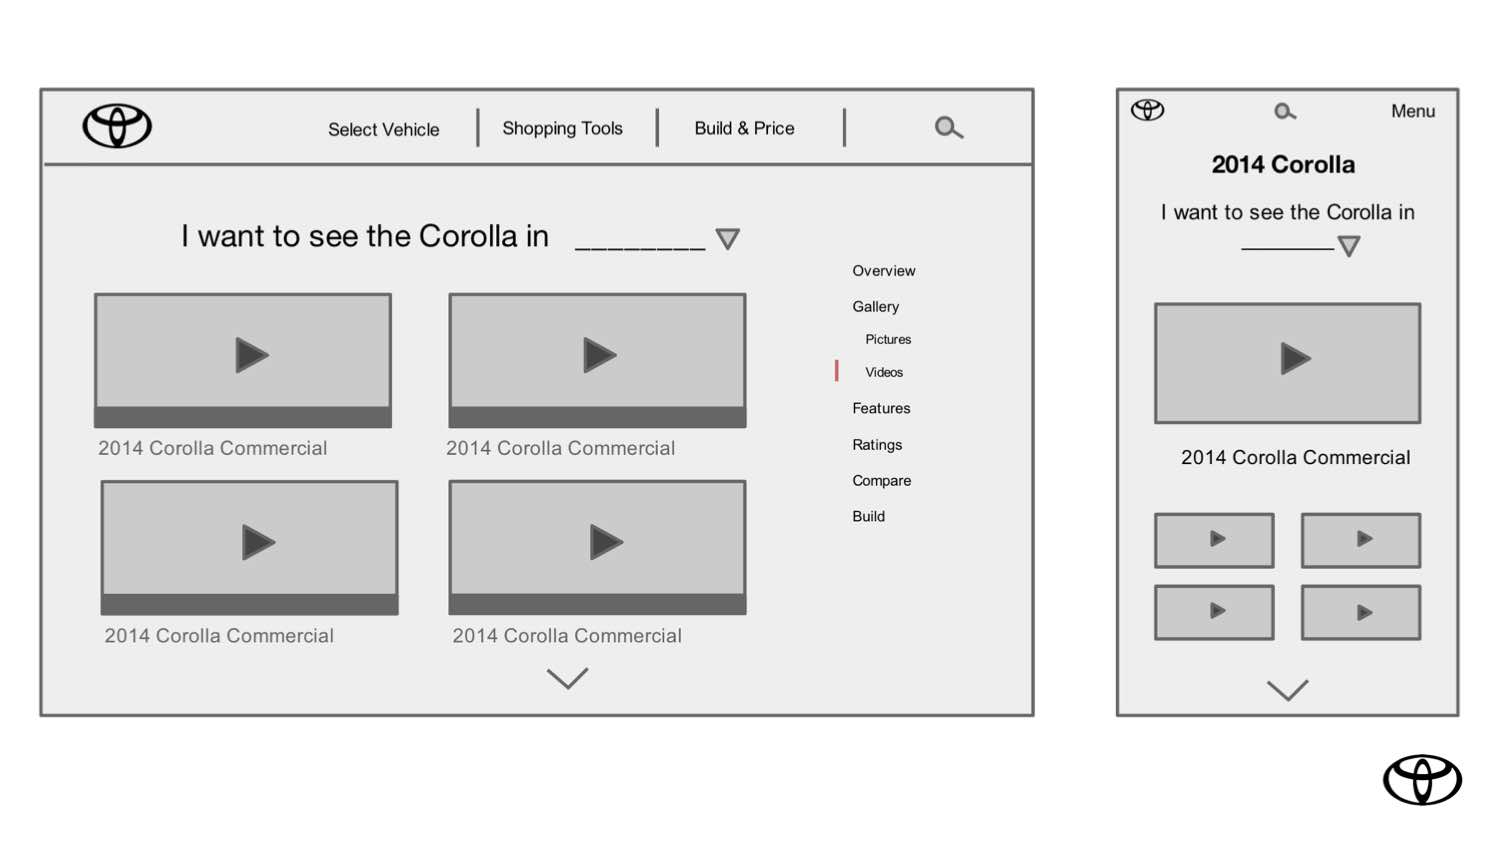 Select Vehicle
Shopping Tools
Build & Price
I want to see the Corolla in ________
2014 Corolla Commercial
2014 Corolla Commercial
2014 Corolla Commercial
2014 Corolla Commercial
Overview
Gallery
Pictures
Videos
Features
Ratings
Compare
Build
Menu
2014 Corolla
I want to see the Corolla in
________
2014 Corolla Commercial